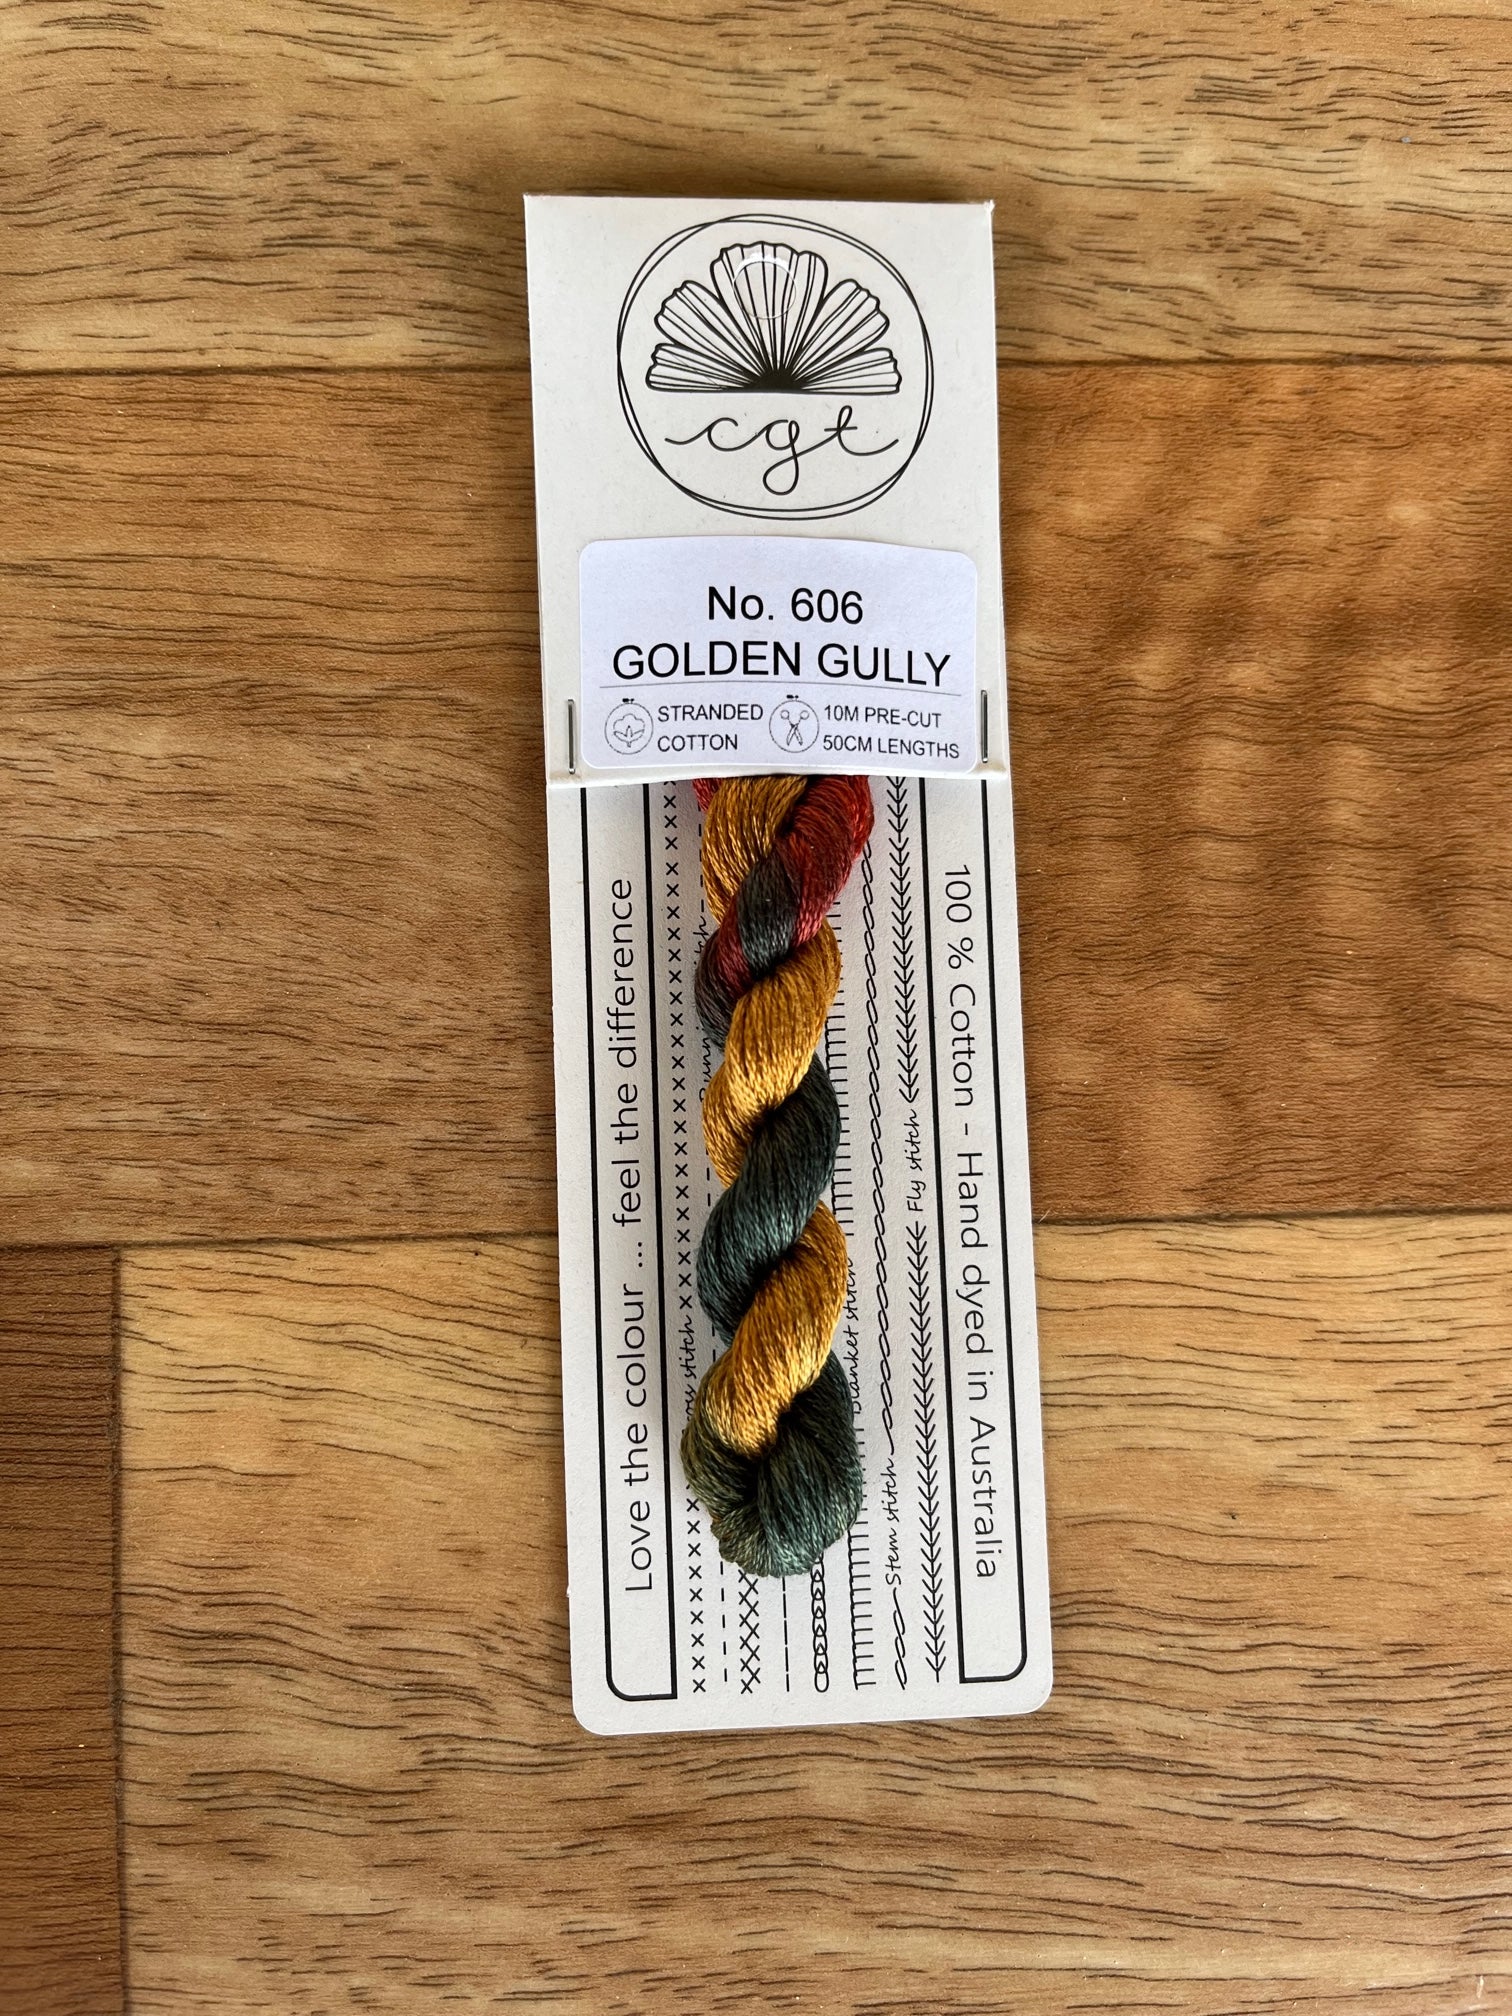 cgt
No. 606
GOLDEN GULLY
STRANDED
COTTON
10M PRE-CUT
50CM LENGTHS
Love the colour ... feel the difference
stitch
Blanket stitch
Stem stitch
Fly stitch
100 % Cotton - Hand dyed in Australia